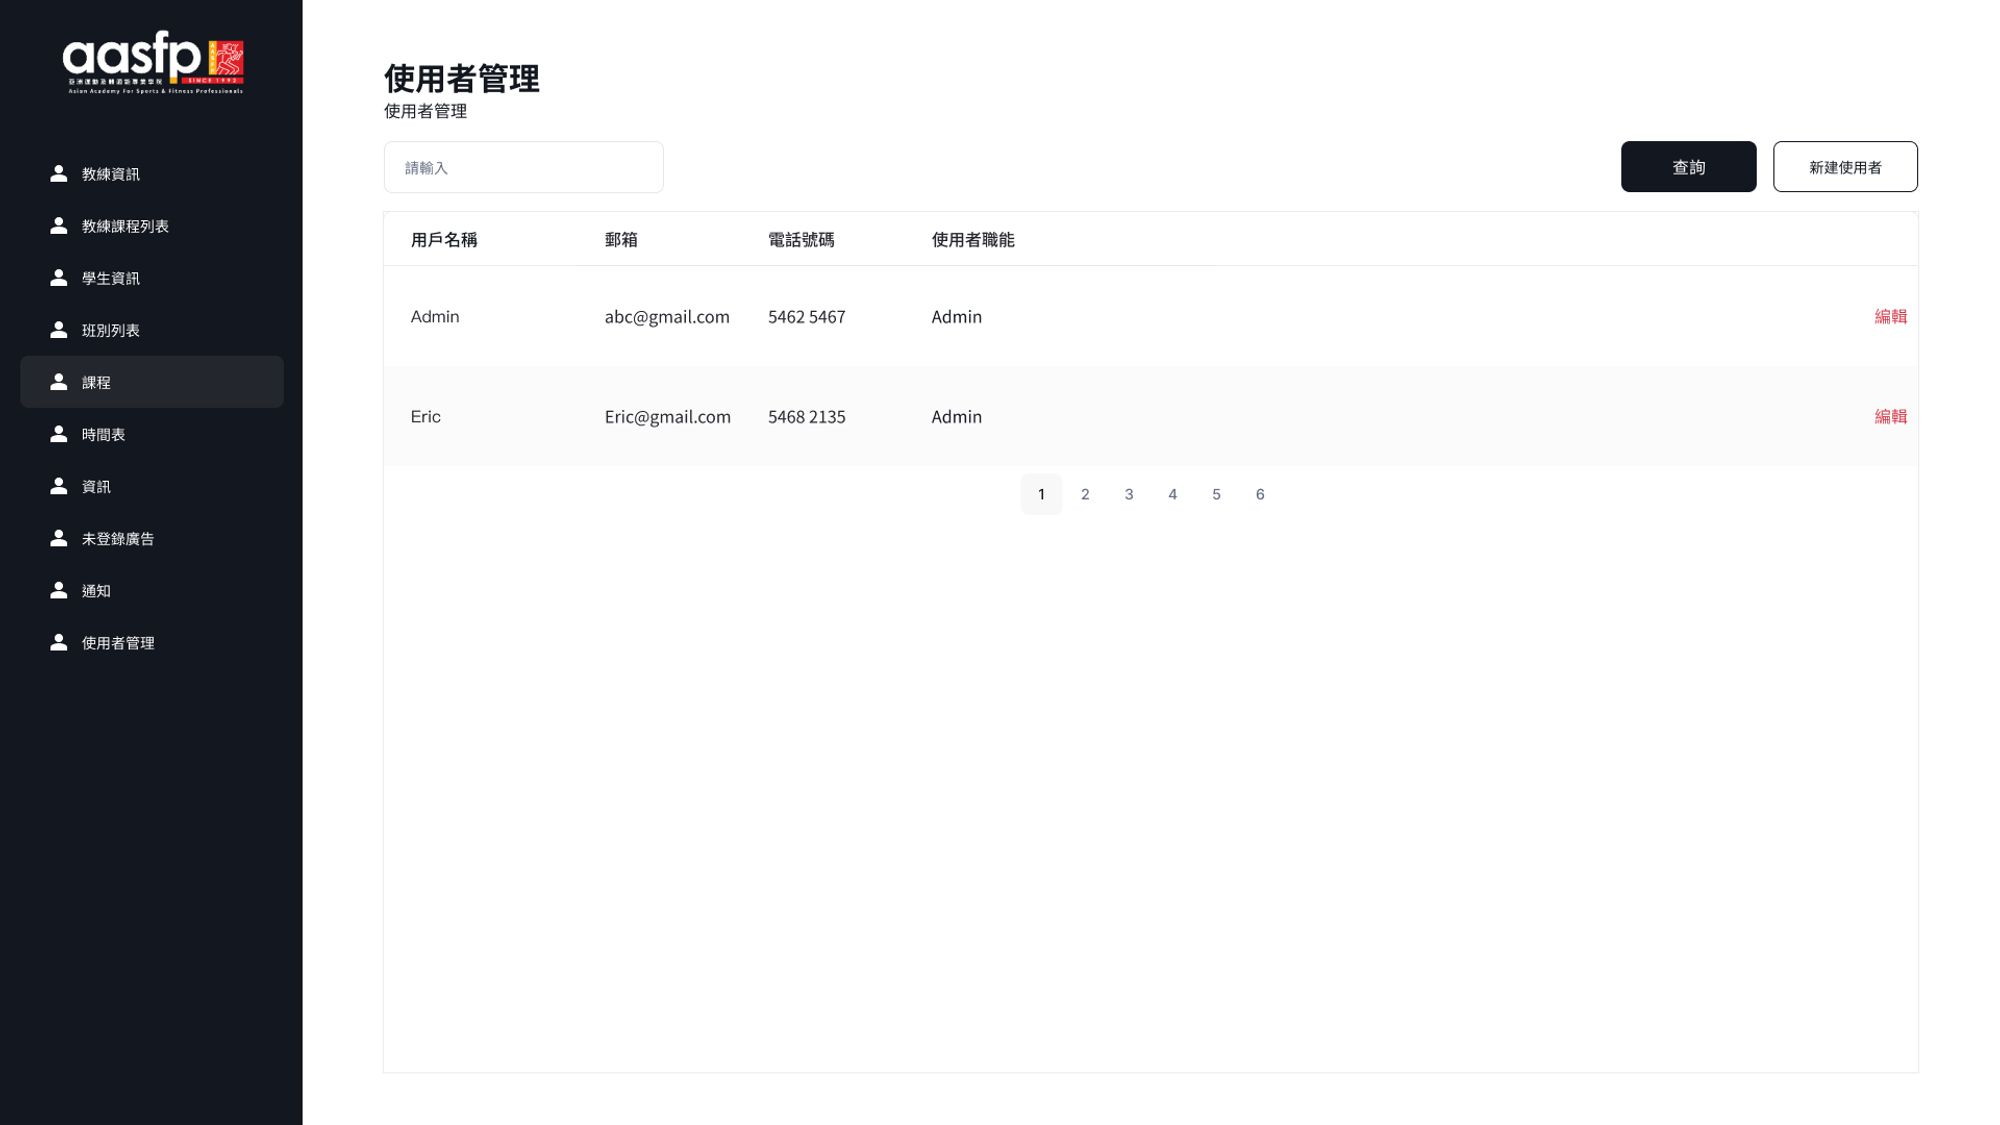 aasfp
亞洲運動及體適能專業學院
SINCE 1992
Asian Academy For Sports & Fitness Professionals
教練資訊
教練課程列表
學生資訊
班別列表
課程
時間表
資訊
未登錄廣告
通知
使用者管理
使用者管理
使用者管理
請輸入
查詢
新建使用者
用戶名稱 郵箱 電話號碼 使用者職能
Admin abc@gmail.com 5462 5467 Admin 編輯
Eric Eric@gmail.com 5468 2135 Admin 編輯
1 2 3 4 5 6